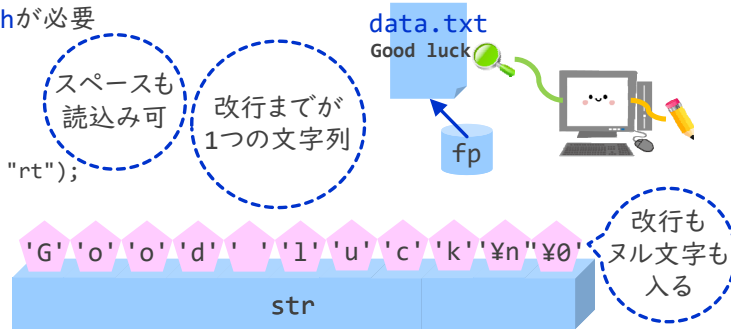 hが必要
data.txt
Good luck
スペースも
読込み可
改行までが
1つの文字列
fp
"rt");
'G' 'o' 'o' 'd' ' ' 'l' 'u' 'c' 'k' '¥n' '¥0'
改行も
ヌル文字も
入る
str